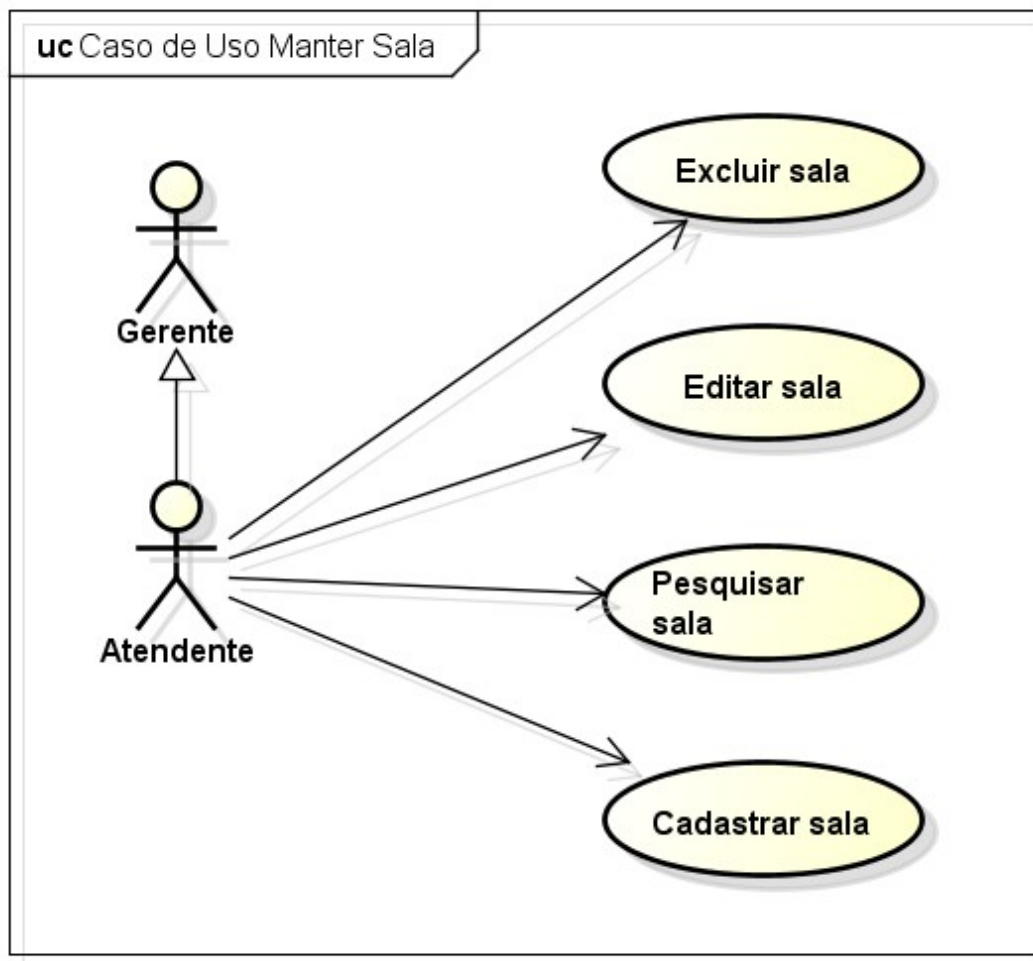 uc Caso de Uso Manter Sala
Excluir sala
Gerente
Editar sala
Pesquisar
sala
Atendente
Cadastrar sala